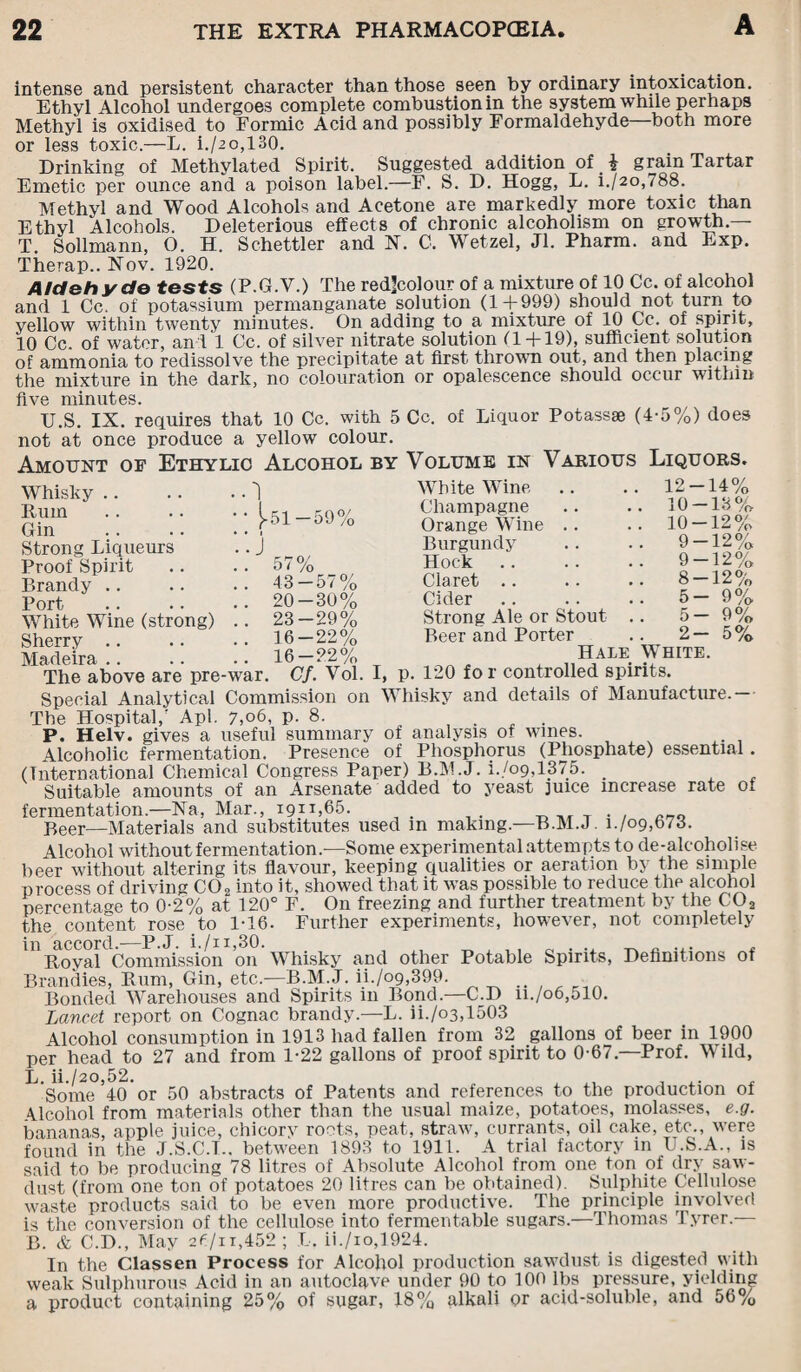 22 THE EXTRA PHARMACOPŒIA. A
intense and persistent character than those seen by ordinary intoxication.
Ethyl Alcohol undergoes complete combustion in the system while perhaps
Methyl is oxidised to Formic Acid and possibly Formaldehyde—both more
or less toxic.—L. i./20,130.
Drinking of Methylated Spirit. Suggested addition of ¼ grain Tartar
Emetic per ounce and a poison label.—F. S. D. Hogg, L. i./20,788.
Methyl and Wood Alcohols and Acetone are markedly more toxic than
Ethyl Alcohols. Deleterious effects of chronic alcoholism on growth.—
T. Sollmann, O. H. Schettler and N. C. Wetzel, Jl. Pharm. and Exp.
Therap.. Nov. 1920.
Aldehyde tests (P.G.V.) The red]colour of a mixture of 10 Cc. of alcohol
and 1 Cc. of potassium permanganate solution (1+999) should not turn to
yellow within twenty minutes. On adding to a mixture of 10 Cc. of spirit,
10 Cc. of water, and 1 Cc. of silver nitrate solution (1+19), sufficient solution
of ammonia to redissolve the precipitate at first thrown out, and then placing
the mixture in the dark, no colouration or opalescence should occur within
five minutes.
U.S. IX. requires that 10 Cc. with 5 Cc. of Liquor Potassæ (4·5%) does
not at once produce a yellow colour.
AMOUNT OF ETHYLIC ALCOHOL BY VOLUME IN VARIOUS LIQUORS.
Whisky .. .. ..
Rum .. .. ..
Gin .. .. .. } 51–59%
Strong Liqueurs ..
Proof Spirit .. .. 57%
Brandy .. .. .. 43–57%
Port .. .. .. 20–30%
White Wine (strong) .. 23–29%
Sherry .. .. .. 16–22%
Madeira .. .. .. 16–22%
White Wine .. .. 12–14%
Champagne .. .. 10–13%
Orange Wine .. .. 10–12%
Burgundy .. .. 9–12%
Hock .. .. .. 9–12%
Claret .. .. .. 8–12%
Cider .. .. .. 5– 9%
Strong Ale or Stout .. 5– 9%
Beer and Porter .. 2– 5%
HALE WHITE.
The above are pre-war. Cf. Vol. I, p. 120 for controlled spirits.
Special Analytical Commission on Whisky and details of Manufacture.—
The Hospital, Apl. 7,06, p. 8.
P. Helv. gives a useful summary of analysis of wines.
Alcoholic fermentation. Presence of Phosphorus (Phosphate) essential.
(International Chemical Congress Paper) B.M.J. i./09,1375.
Suitable amounts of an Arsenate added to yeast juice increase rate of
fermentation.—Na, Mar., 1911,65.
Beer—Materials and substitutes used in making.—B.M.J. i./09,673.
Alcohol without fermentation.—Some experimental attempts to de-alcoholise
beer without altering its flavour, keeping qualities or aeration by the simple
process of driving CO₂ into it, showed that it was possible to reduce the alcohol
percentage to 0·2% at 120° F. On freezing and further treatment by the CO₂
the content rose to 1·16. Further experiments, however, not completely
in accord.—P.J. i./11,30.
Royal Commission on Whisky and other Potable Spirits, Definitions of
Brandies, Rum, Gin, etc.—B.M.J. ii./09,399.
Bonded Warehouses and Spirits in Bond.—C.D ii./06,510.
Lancet report on Cognac brandy.—L. ii./03,1503
Alcohol consumption in 1913 had fallen from 32 gallons of beer in 1900
per head to 27 and from 1·22 gallons of proof spirit to 0·67.—Prof. Wild,
L. ii./20,52.
Some 40 or 50 abstracts of Patents and references to the production of
Alcohol from materials other than the usual maize, potatoes, molasses, e.g.
bananas, apple juice, chicory roots, peat, straw, currants, oil cake, etc., were
found in the J.S.C.I.. between 1893 to 1911. A trial factory in U.S.A., is
said to be producing 78 litres of Absolute Alcohol from one ton of dry saw-
dust (from one ton of potatoes 20 litres can be obtained). Sulphite Cellulose
waste products said to be even more productive. The principle involved
is the conversion of the cellulose into fermentable sugars.—Thomas Tyrer.—
B. & C.D., May 26/11,452; L. ii./10,1924.
In the Classen Process for Alcohol production sawdust is digested with
weak Sulphurous Acid in an autoclave under 90 to 100 lbs pressure, yielding
a product containing 25% of sugar, 18% alkali or acid-soluble, and 56%